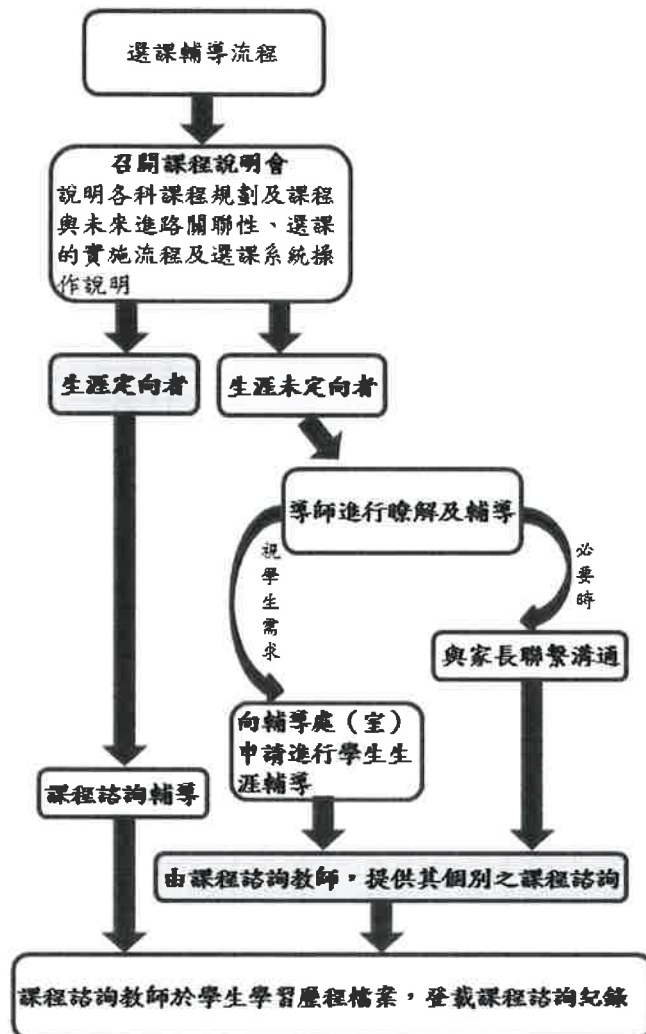 選課輔導流程
召開課程說明會
說明各科課程規劃及課程
與未來進路關聯性、選課
的實施流程及選課系統操
作說明
生涯定向者
生涯未定向者
導師進行瞭解及輔導
視學生需求
必要時
與家長聯繫溝通
向輔導處（室）
申請進行學生生
涯輔導
課程諮詢輔導
由課程諮詢教師，提供其個別之課程諮詢
課程諮詢教師於學生學習歷程檔案，登載課程諮詢紀錄